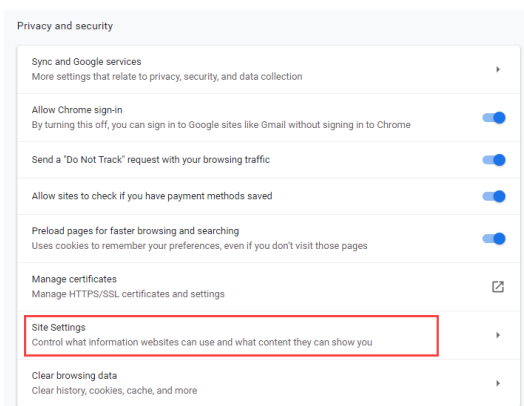 Privacy and security
Sync and Google services
More settings that relate to privacy, security, and data collection
Allow Chrome sign-in
By turning this off, you can sign in to Google sites like Gmail without signing in to Chrome
Send a "Do Not Track" request with your browsing traffic
Allow sites to check if you have payment methods saved
Preload pages for faster browsing and searching
Uses cookies to remember your preferences, even if you don't visit those pages
Manage certificates
Manage HTTPS/SSL certificates and settings
Site Settings
Control what information websites can use and what content they can show you
Clear browsing data
Clear history, cookies, cache, and more